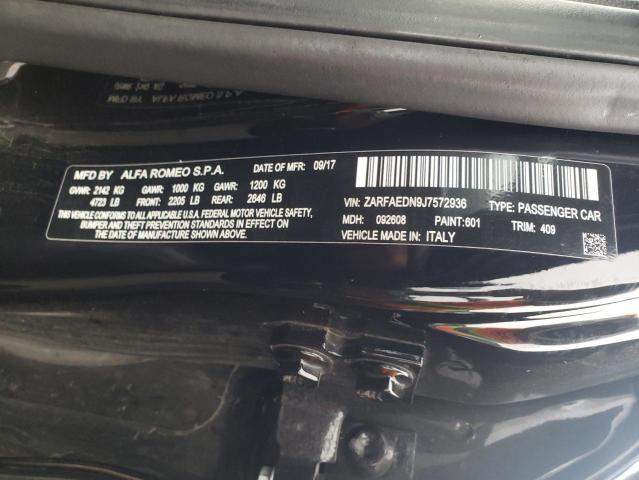 MFD BY ALFA ROMEO S.P.A. DATE OF MFR: 09/17
GVWR: 2142 KG GAWR: 1000 KG GAWR: 1200 KG
4723 LB FRONT: 2205 LB REAR: 2646 LB
THIS VEHICLE CONFORMS TO ALL APPLICABLE U.S.A. FEDERAL MOTOR VEHICLE SAFETY,
BUMPER AND THEFT PREVENTION STANDARDS IN EFFECT ON
THE DATE OF MANUFACTURE SHOWN ABOVE.
VIN: ZARFAEDN9J7572936 TYPE: PASSENGER CAR
MDH: 092608 PAINT:601 TRIM: 409
VEHICLE MADE IN: ITALY